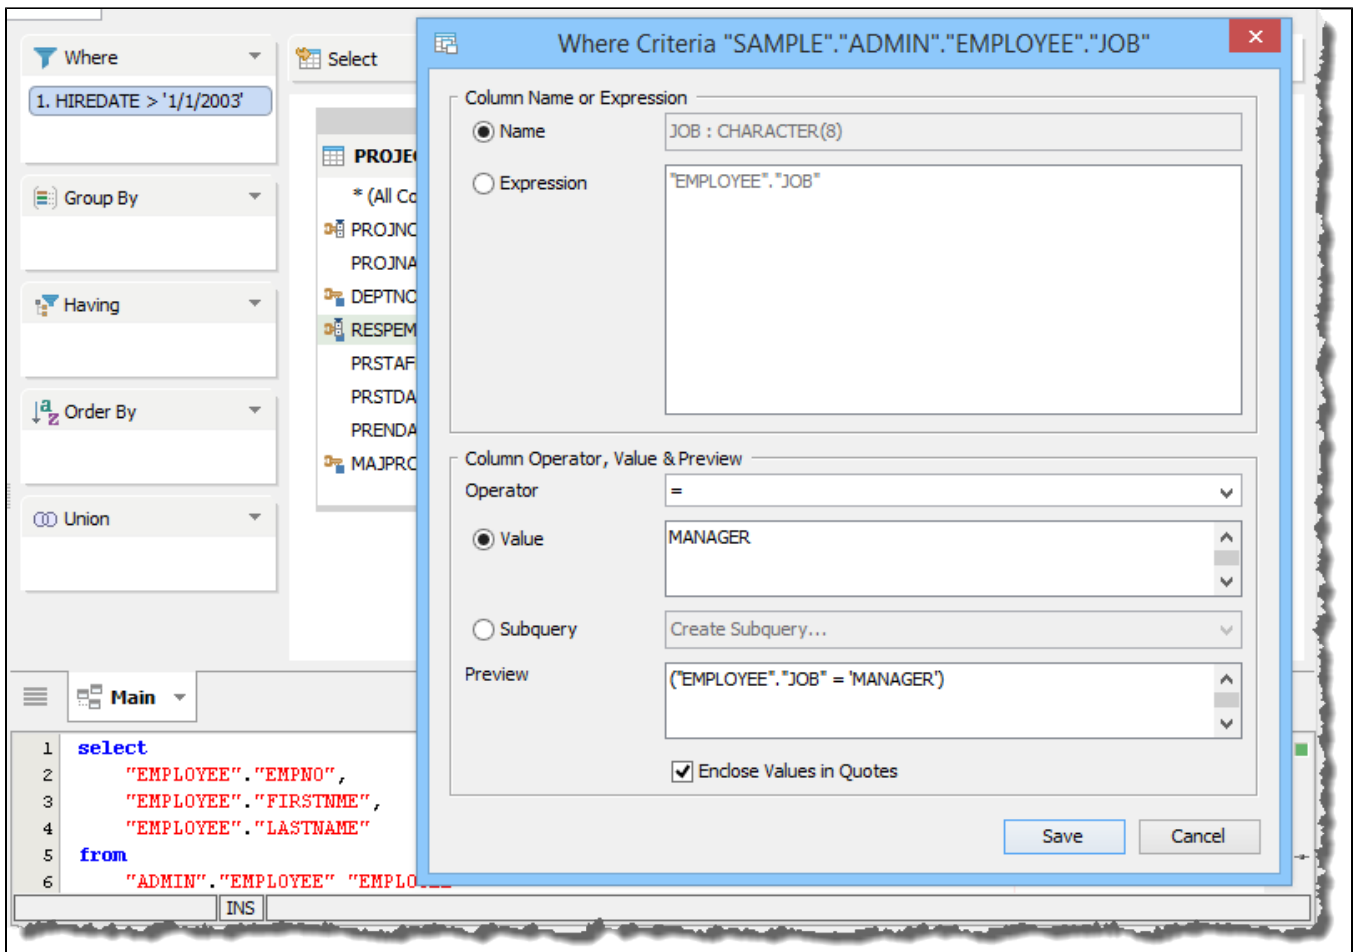 Where
1. HIREDATE > '1/1/2003'
Group By
Having
Order By
Union
Select
PROJE
* (All Co
PROJNO
PROJNA
DEPTNO
RESPEM
PRSTAF
PRSTDA
PRENDA
MAJPRO
Where Criteria "SAMPLE"."ADMIN"."EMPLOYEE"."JOB"
Column Name or Expression
Name
JOB : CHARACTER(8)
Expression
"EMPLOYEE"."JOB"
Column Operator, Value & Preview
Operator
=
Value
MANAGER
Subquery
Create Subquery...
Preview
("EMPLOYEE"."JOB" = 'MANAGER')
Enclose Values in Quotes
Save
Cancel
Main
1 select
2 "EMPLOYEE"."EMPNO",
3 "EMPLOYEE"."FIRSTNME",
4 "EMPLOYEE"."LASTNAME"
5 from
6 "ADMIN"."EMPLOYEE" "EMPLOYEE"
INS